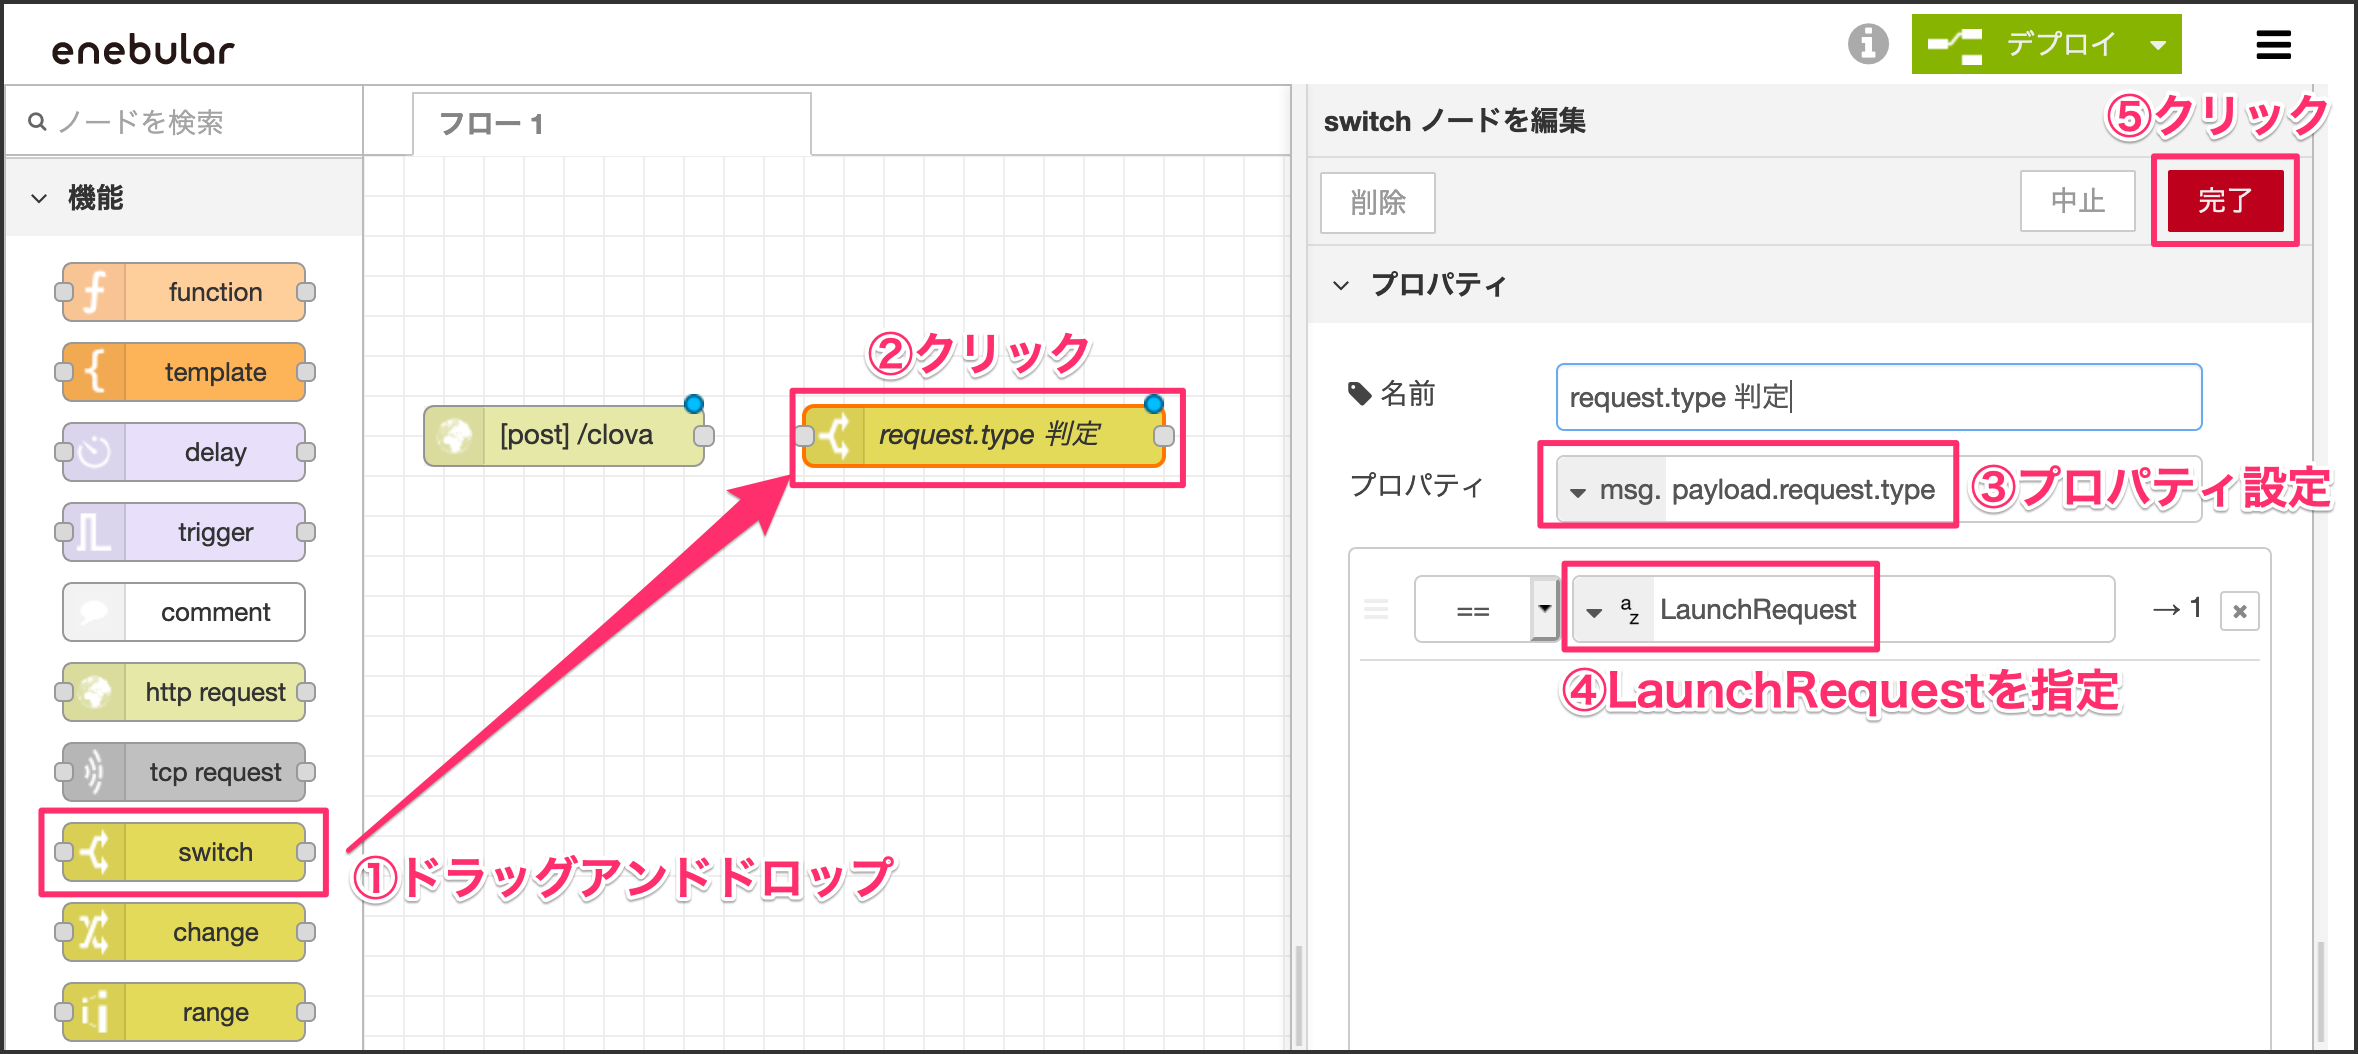 enebular
デプロイ
ノードを検索
フロー 1
機能
function
template
delay
trigger
comment
http request
tcp request
switch
change
range
[post] /clova
②クリック
request.type 判定
①ドラッグアンドドロップ
switch ノードを編集
⑤クリック
削除
中止
完了
プロパティ
名前
request.type 判定
プロパティ
msg. payload.request.type
③プロパティ設定
==
az LaunchRequest
→ 1
④LaunchRequestを指定